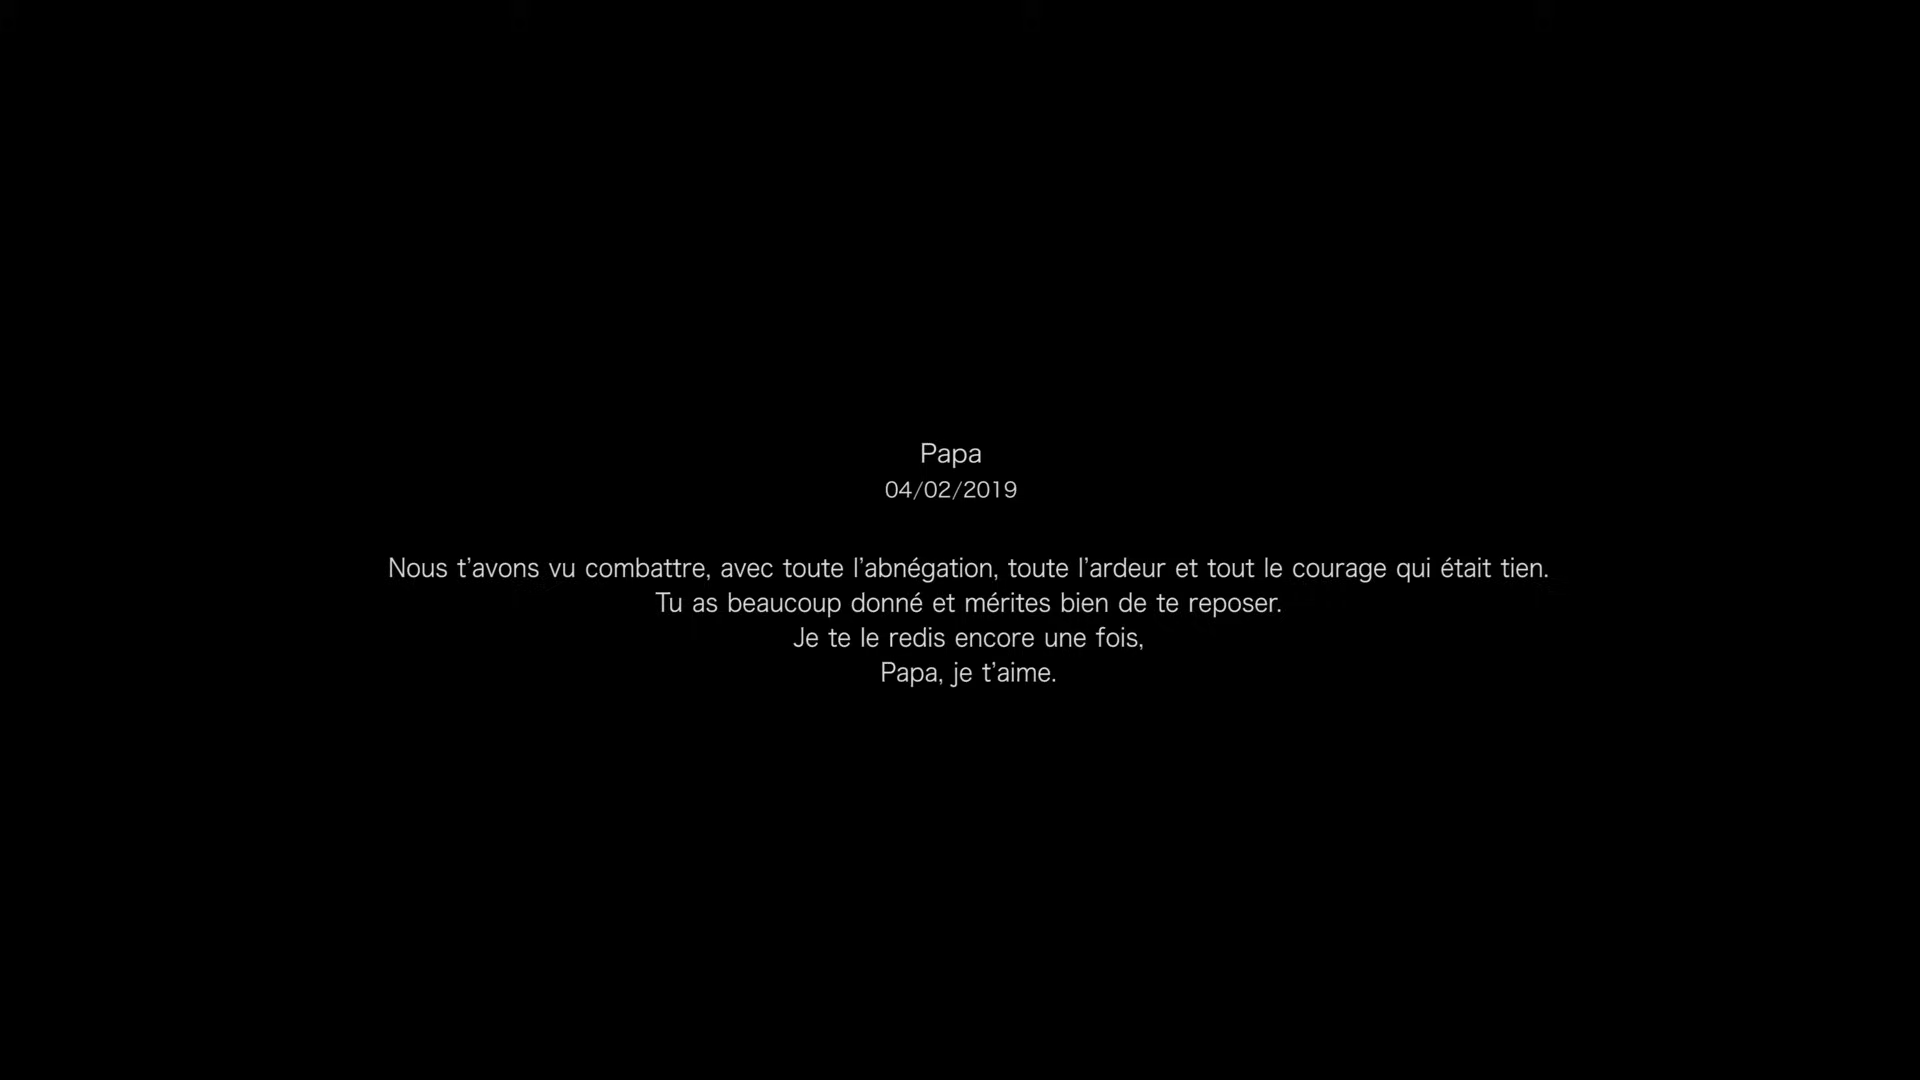 Papa
04/02/2019
Nous t’avons vu combattre, avec toute l’abnégation, toute l’ardeur et tout le courage qui était tien.
Tu as beaucoup donné et mérites bien de te reposer.
Je te le redis encore une fois,
Papa, je t’aime.